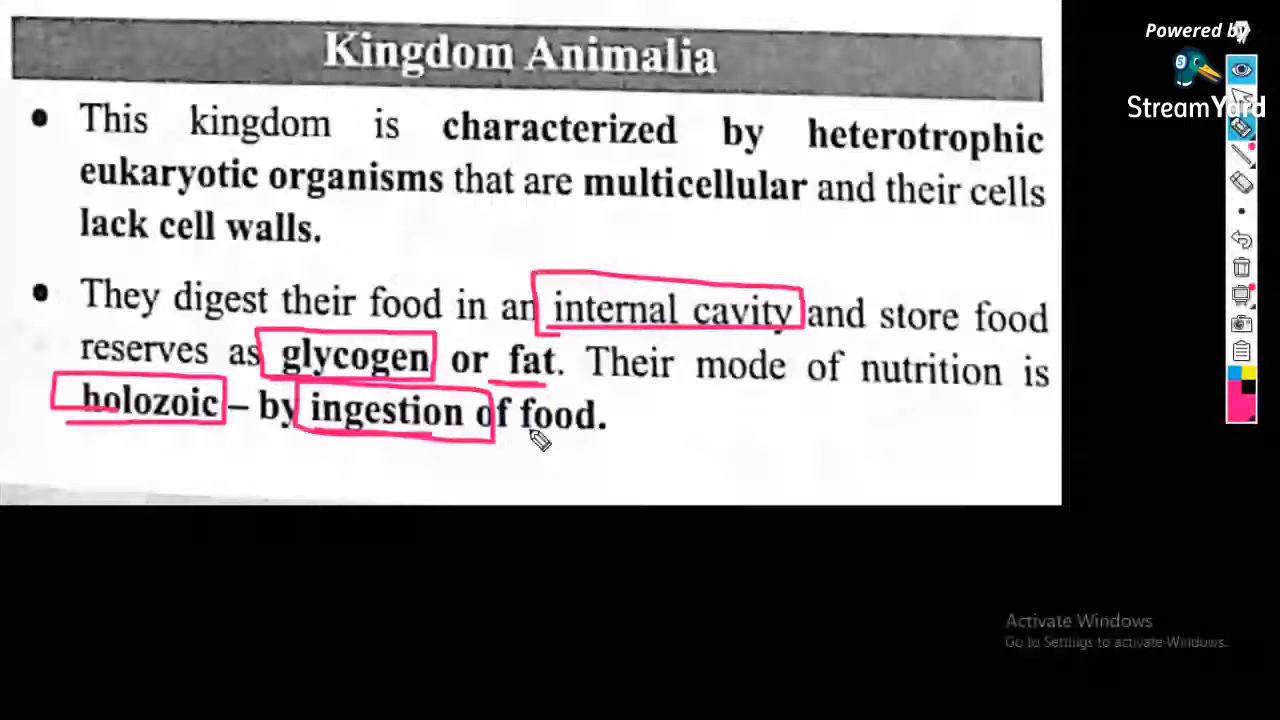 Powered by
StreamYard
Kingdom Animalia
• This kingdom is characterized by heterotrophic
eukaryotic organisms that are multicellular and their cells
lack cell walls.
• They digest their food in an internal cavity and store food
reserves as glycogen or fat. Their mode of nutrition is
holozoic – by ingestion of food.
Activate Windows
Go to Settings to activate Windows.